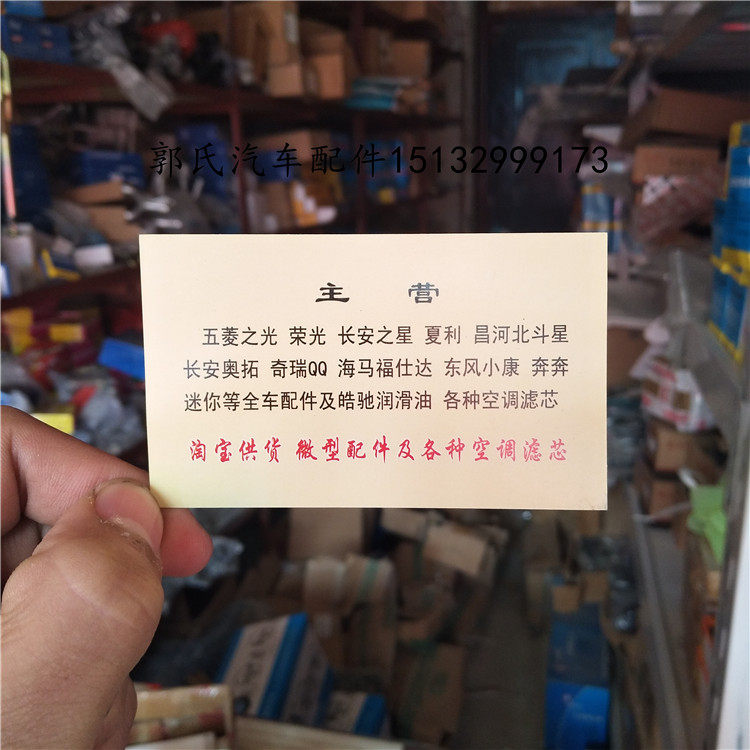 郭氏汽车配件15132999173
主 营
五菱之光 荣光 长安之星 夏利 昌河北斗星
长安奥拓 奇瑞QQ 海马福仕达 东风小康 奔奔
迷你等全车配件及皓驰润滑油 各种空调滤芯
淘宝供货 微型配件及各种空调滤芯